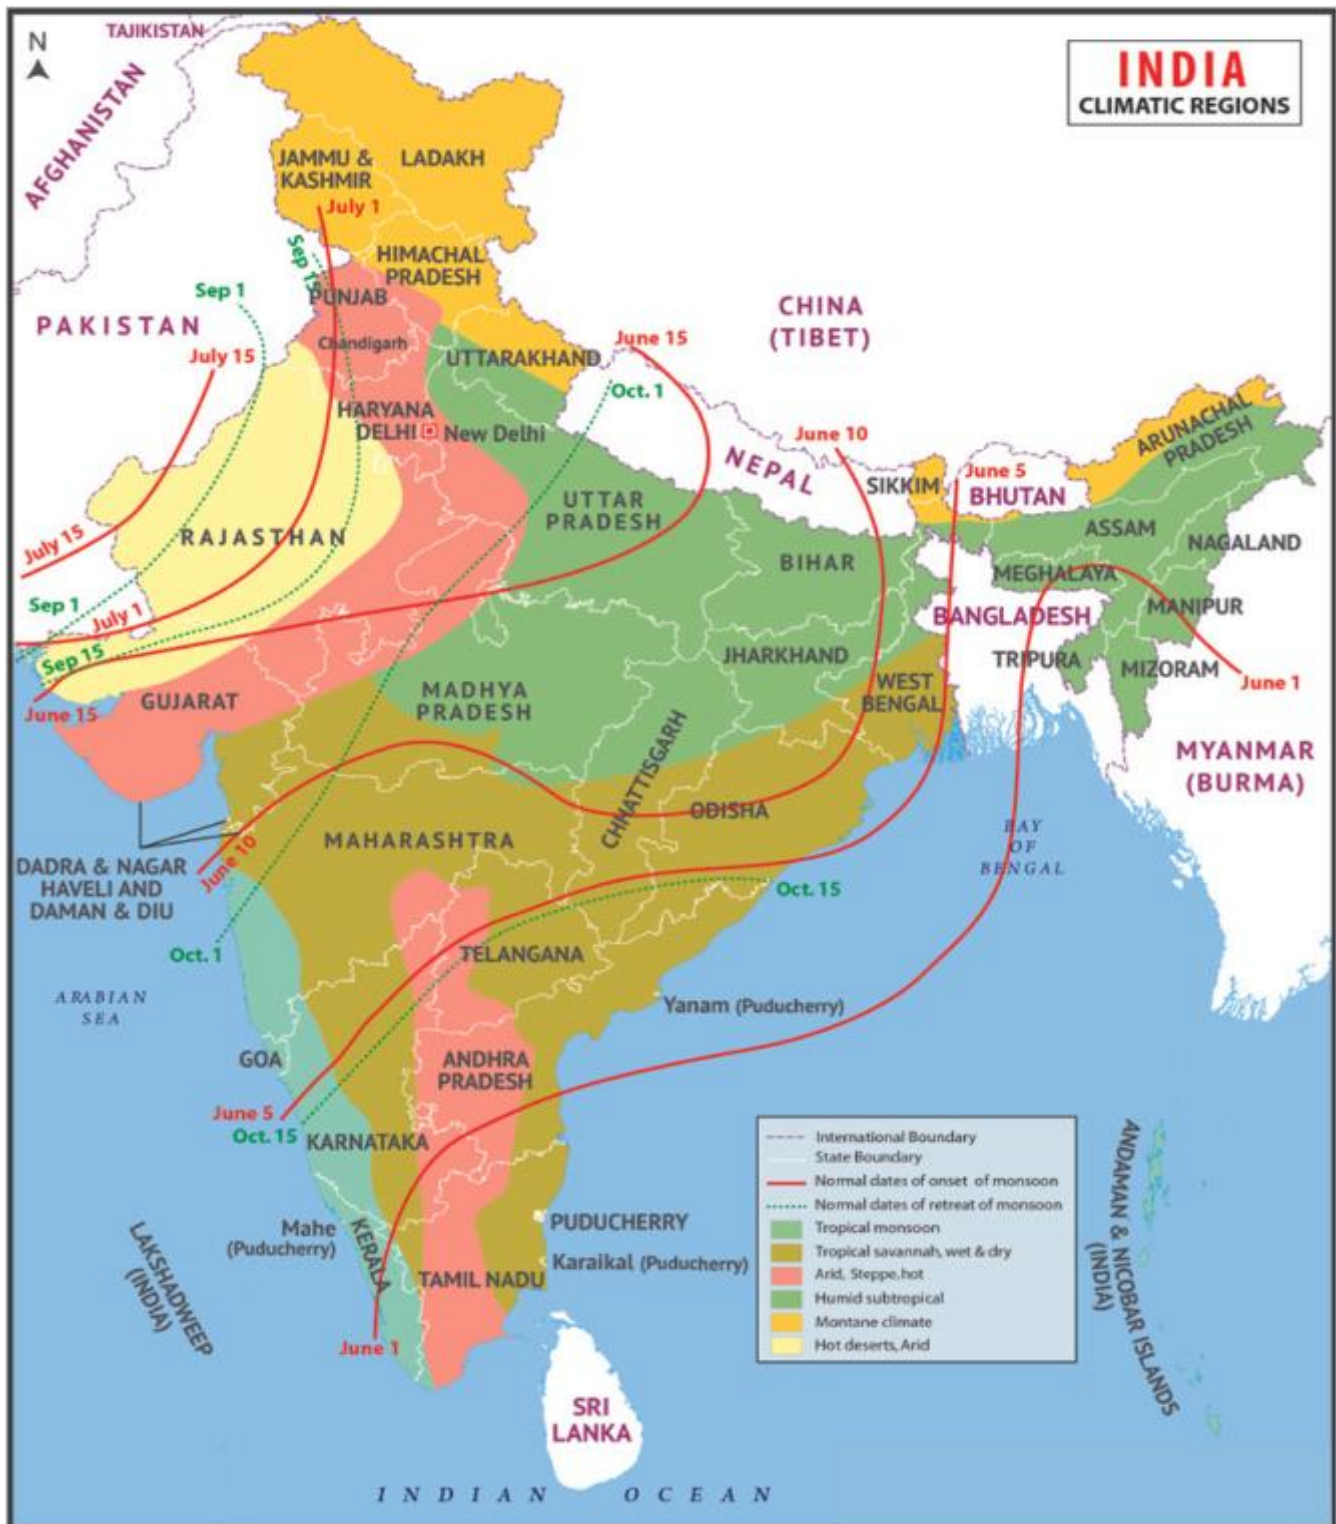 TAJIKISTAN
N
AFGHANISTAN
INDIA
CLIMATIC REGIONS
JAMMU &
KASHMIR
LADAKH
July 1
Sep 15
HIMACHAL
PRADESH
Sep 1
PUNJAB
PAKISTAN
Chandigarh
July 15
UTTARAKHAND
June 15
CHINA
(TIBET)
Oct. 1
HARYANA
DELHI
New Delhi
June 10
NEPAL
ARUNACHAL
PRADESH
SIKKIM
June 5
BHUTAN
UTTAR
PRADESH
RAJASTHAN
July 15
ASSAM
NAGALAND
BIHAR
MEGHALAYA
Sep 1
July 1
BANGLADESH
MANIPUR
Sep 15
JHARKHAND
TRIPURA
MIZORAM
June 1
June 15
GUJARAT
MADHYA
PRADESH
WEST
BENGAL
MYANMAR
(BURMA)
CHHATTISGARH
ODISHA
MAHARASHTRA
BAY
OF
BENGAL
June 10
DADRA & NAGAR
HAVELI AND
DAMAN & DIU
Oct. 15
Oct. 1
TELANGANA
ARABIAN
SEA
Yanam (Puducherry)
GOA
ANDHRA
PRADESH
June 5
Oct. 15
KARNATAKA
International Boundary
State Boundary
Normal dates of onset of monsoon
Normal dates of retreat of monsoon
Tropical monsoon
Tropical savannah, wet & dry
Arid, Steppe, hot
Humid subtropical
Montane climate
Hot deserts, Arid
ANDAMAN & NICOBAR ISLANDS
(INDIA)
LAKSHADWEEP
(INDIA)
Mahe
(Puducherry)
KERALA
PUDUCHERRY
Karaikal (Puducherry)
TAMIL NADU
June 1
SRI
LANKA
INDIAN OCEAN